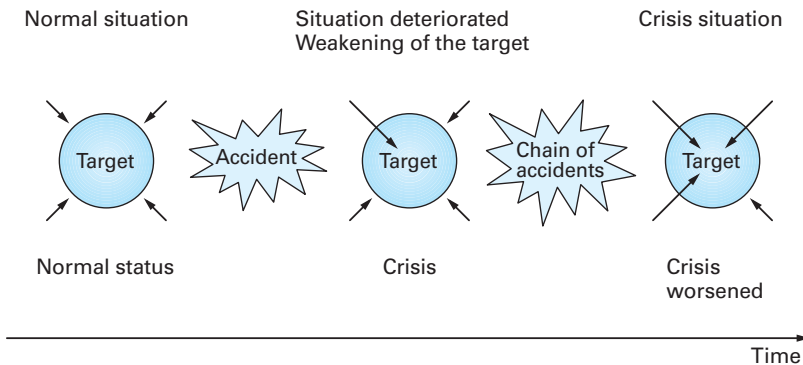 Normal situation
Situation deteriorated
Weakening of the target
Crisis situation
Target
Accident
Target
Chain of
accidents
Target
Normal status
Crisis
Crisis
worsened
Time